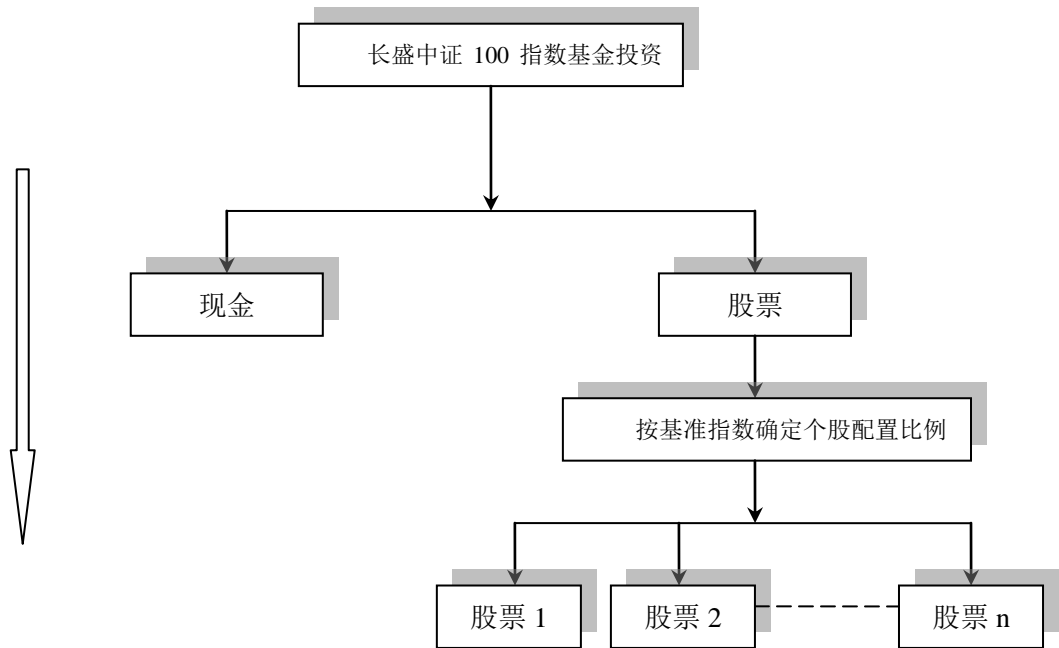 长盛中证 100 指数基金投资
现金
股票
按基准指数确定个股配置比例
股票 1
股票 2
股票 n